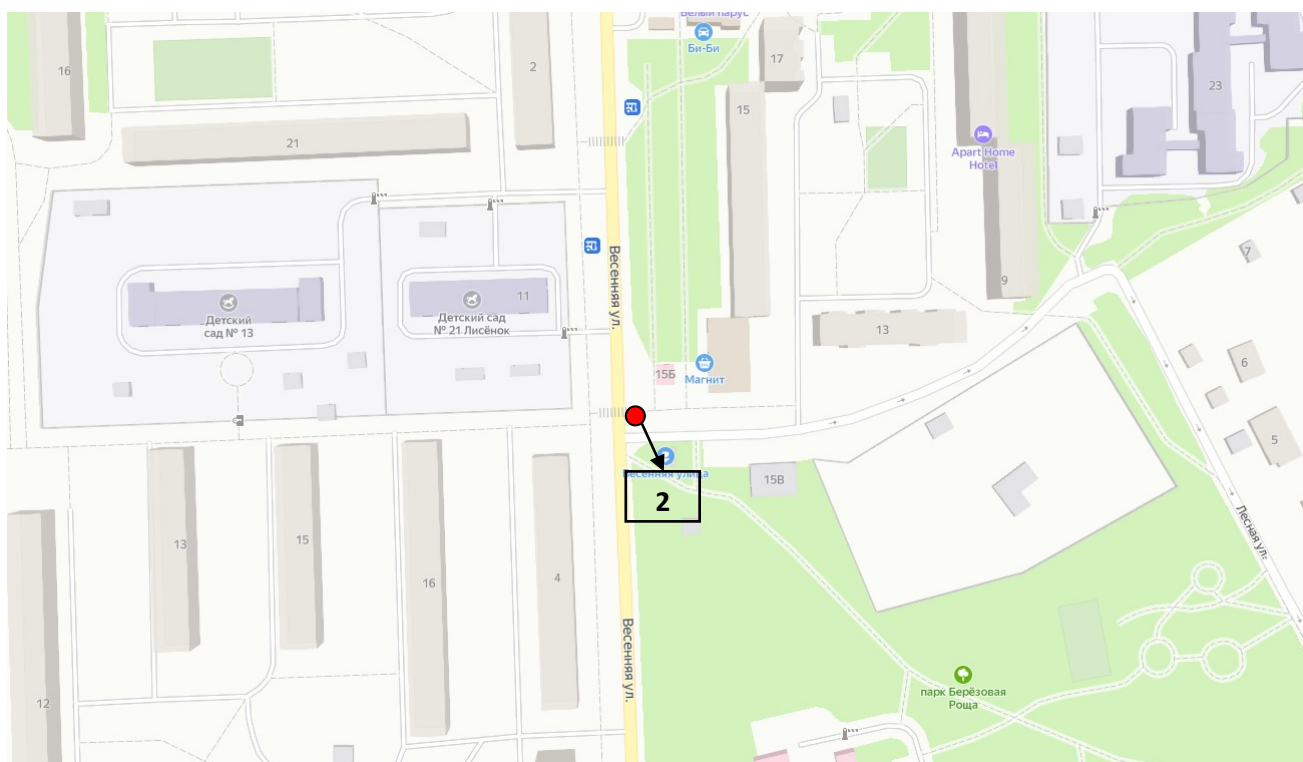 Белый парус
Би-Би
16
2
17
15
23
21
Apart Home
Hotel
Весенняя ул.
7
9
11
Детский
сад № 13
Детский сад
№ 21 Лисёнок
13
15Б
Магнит
6
5
Весенняя улица
15В
2
13
15
16
4
Лесная ул.
Весенняя ул.
12
парк Берёзовая
Роща